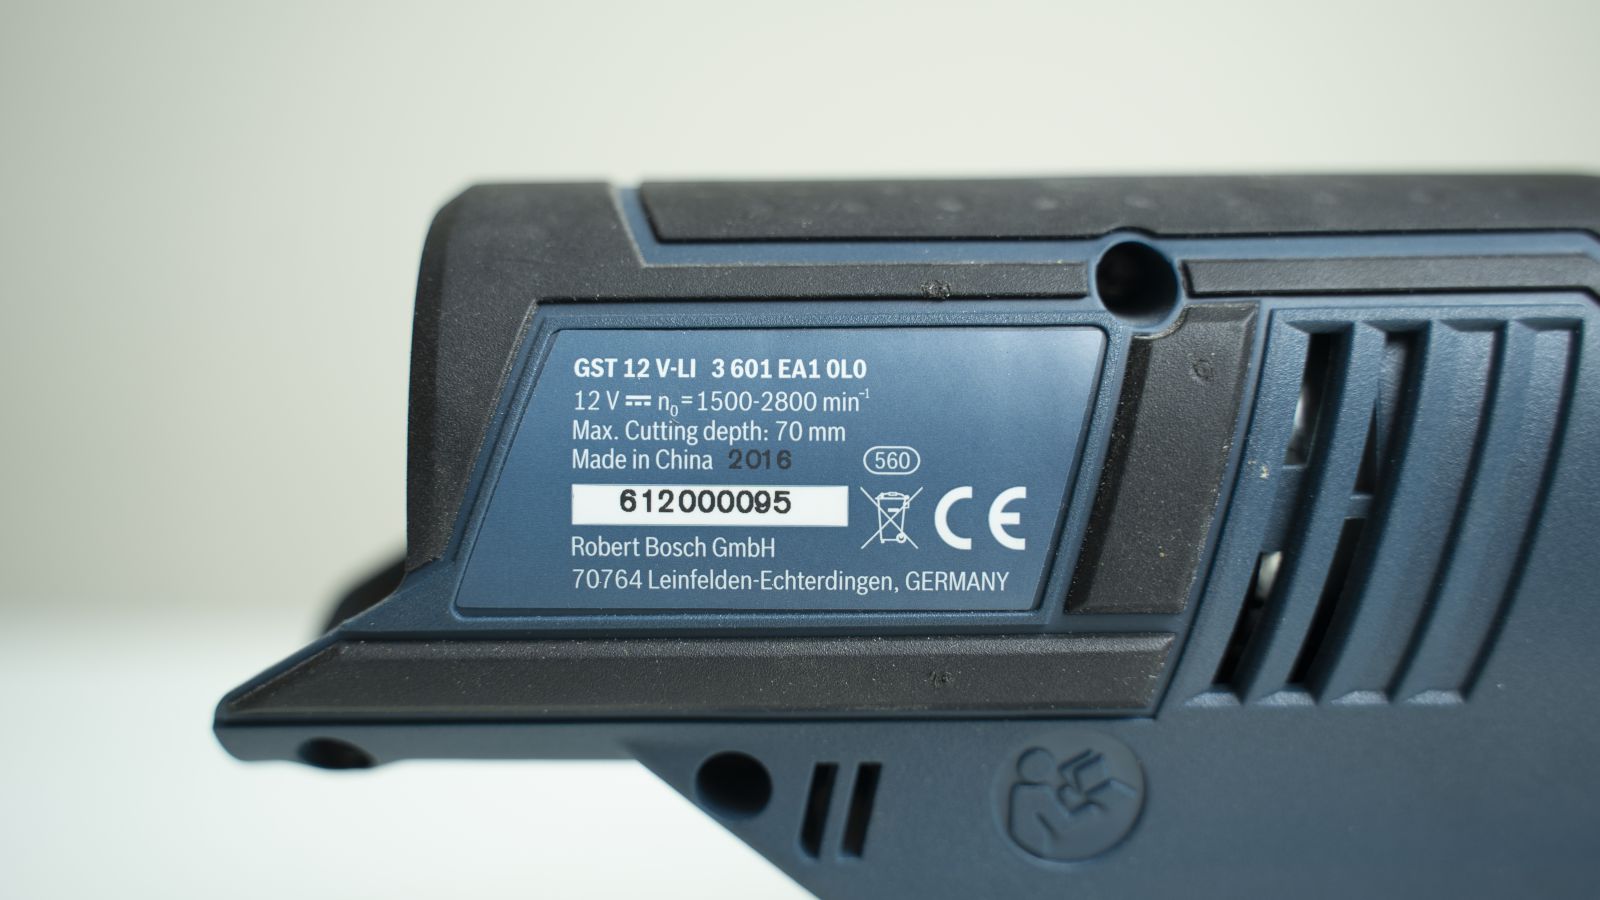 GST 12 V-LI 3 601 EA1 0L0
12 V ⎓ n₀=1500-2800 min⁻¹
Max. Cutting depth: 70 mm
Made in China 2016
560
612000095
CE
Robert Bosch GmbH
70764 Leinfelden-Echterdingen, GERMANY